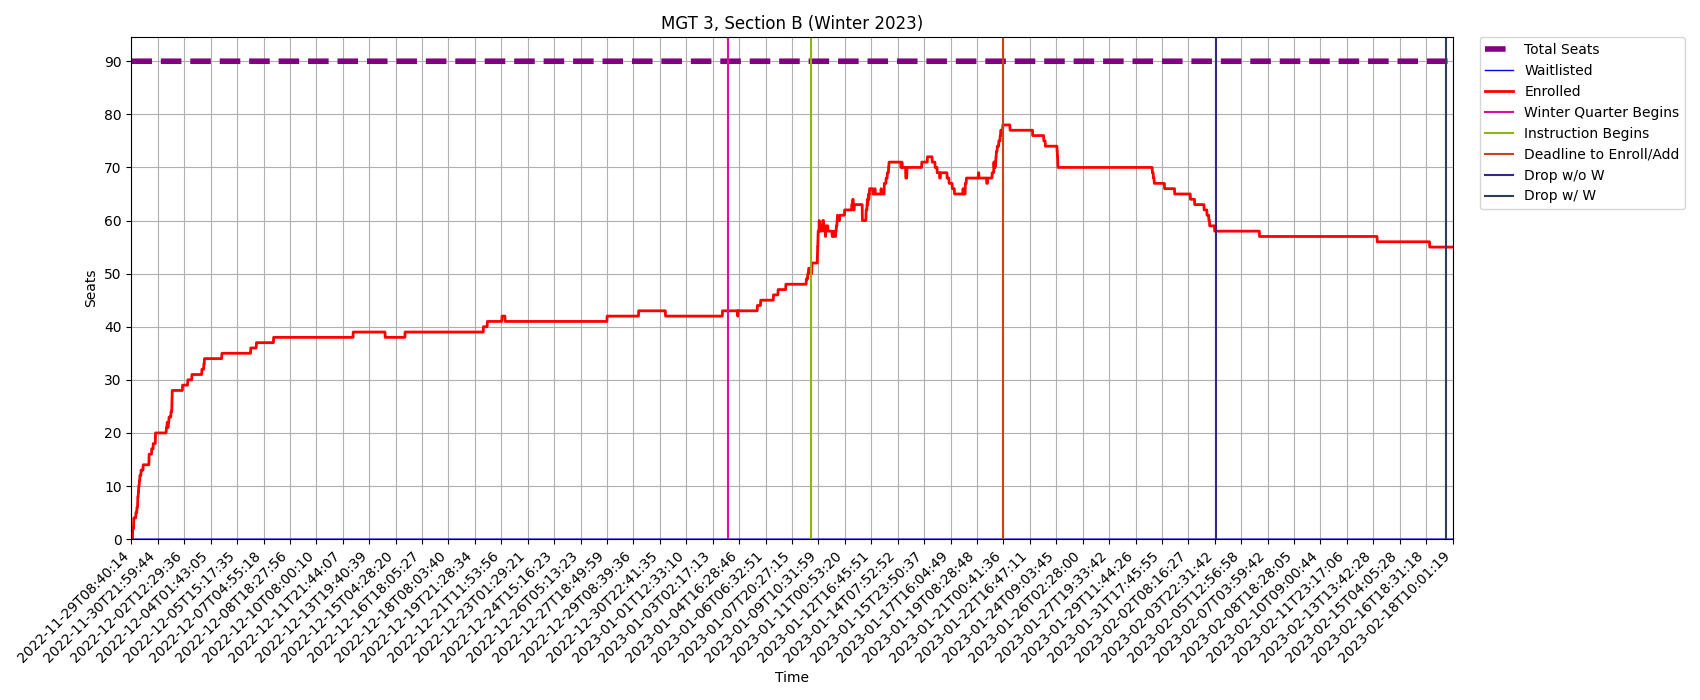 MGT 3, Section B (Winter 2023)
Total Seats
Waitlisted
Enrolled
Winter Quarter Begins
Instruction Begins
Deadline to Enroll/Add
Drop w/o W
Drop w/ W
Seats
90
80
70
60
50
40
30
20
10
0
2022-11-29T08:40:14
2022-11-30T21:59:44
2022-12-02T12:29:36
2022-12-04T01:43:05
2022-12-05T15:17:35
2022-12-07T04:55:18
2022-12-08T18:27:56
2022-12-10T08:00:10
2022-12-11T21:44:07
2022-12-13T19:40:39
2022-12-15T04:28:20
2022-12-16T18:05:27
2022-12-18T08:03:40
2022-12-19T21:28:34
2022-12-21T11:53:56
2022-12-23T01:29:21
2022-12-24T15:16:23
2022-12-26T05:13:23
2022-12-27T18:49:59
2022-12-29T08:39:36
2022-12-30T22:41:35
2023-01-01T12:33:10
2023-01-03T02:17:13
2023-01-04T16:28:46
2023-01-06T06:32:51
2023-01-07T20:27:15
2023-01-09T10:31:59
2023-01-11T00:53:20
2023-01-12T16:45:51
2023-01-14T07:52:52
2023-01-15T23:50:37
2023-01-17T16:04:49
2023-01-19T08:28:48
2023-01-21T00:41:36
2023-01-22T16:47:11
2023-01-24T09:03:45
2023-01-26T02:28:00
2023-01-27T19:33:42
2023-01-29T11:44:26
2023-01-31T17:45:55
2023-02-02T08:16:27
2023-02-03T22:31:42
2023-02-05T12:56:58
2023-02-07T03:59:42
2023-02-08T18:28:05
2023-02-10T09:00:44
2023-02-11T23:17:06
2023-02-13T13:42:28
2023-02-15T04:05:28
2023-02-16T18:31:18
2023-02-18T10:01:19
Time